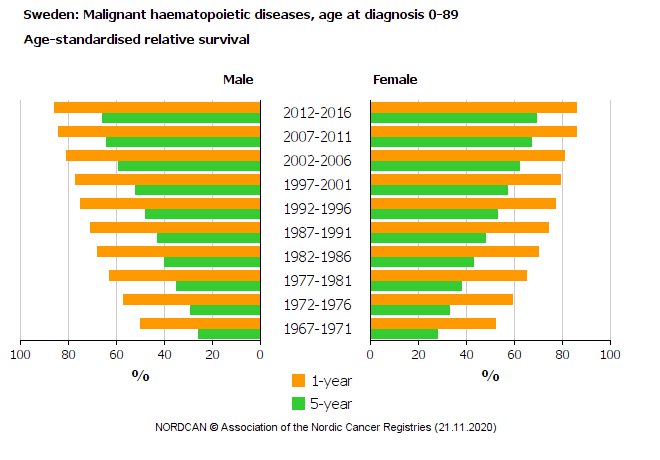 Sweden: Malignant haematopoietic diseases, age at diagnosis 0-89
Age-standardised relative survival
Male Female
2012-2016
2007-2011
2002-2006
1997-2001
1992-1996
1987-1991
1982-1986
1977-1981
1972-1976
1967-1971
100 80 60 40 20 0 0 20 40 60 80 100
% %
1-year
5-year
NORDCAN © Association of the Nordic Cancer Registries (21.11.2020)